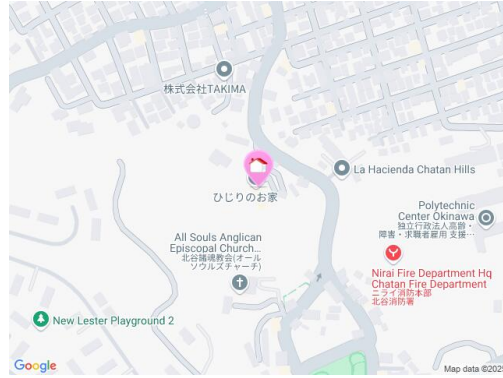 株式会社TAKIMA
La Hacienda Chatan Hills
ひじりのお家
Polytechnic
Center Okinawa
独立行政法人高齢・
障害・求職者雇用 支援…
All Souls Anglican
Episcopal Church...
北谷諸魂教会(オール
ソウルズチャーチ)
Nirai Fire Department Hq
Chatan Fire Department
ニライ消防本部
北谷消防署
New Lester Playground 2
Google
Map data ©202